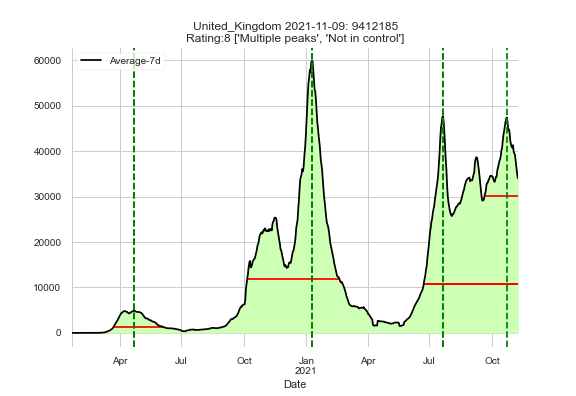 United_Kingdom 2021-11-09: 9412185
Rating:8 ['Multiple peaks', 'Not in control']
Average-7d
60000
50000
40000
30000
20000
10000
0
Apr Jul Oct Jan Apr Jul Oct
2021
Date